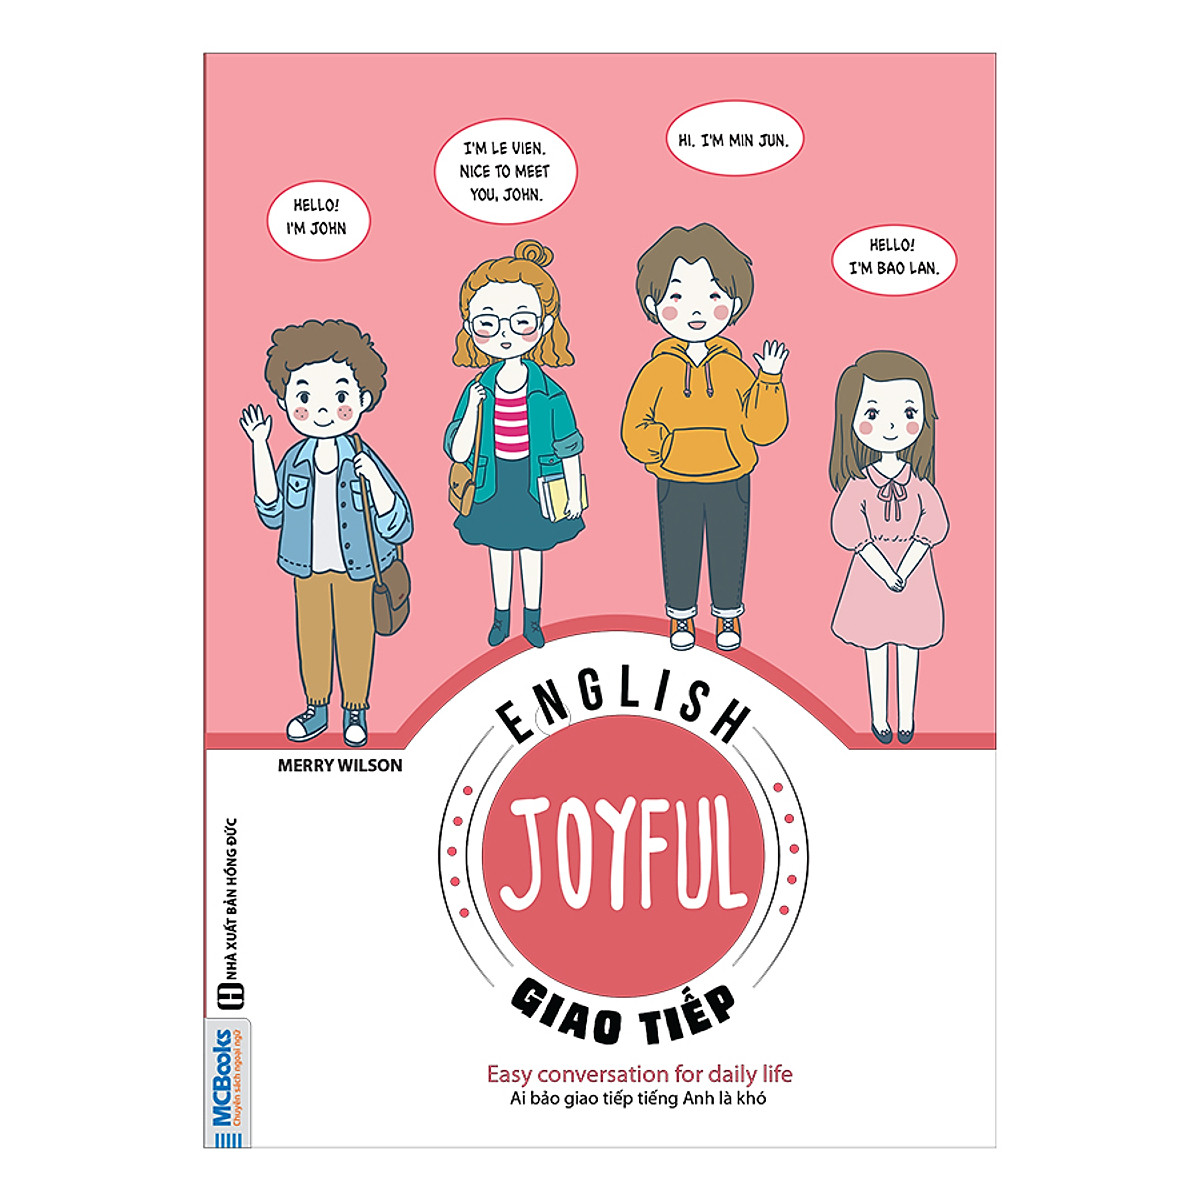 HELLO!
I'M JOHN
I'M LE VIEN.
NICE TO MEET
YOU, JOHN.
HI. I'M MIN JUN.
HELLO!
I'M BAO LAN.
MERRY WILSON
ENGLISH
JOYFUL
GIAO TIẾP
Easy conversation for daily life
Ai bảo giao tiếp tiếng Anh là khó
NHÀ XUẤT BẢN HỒNG ĐỨC
MCBooks
Chuyên sách ngoại ngữ